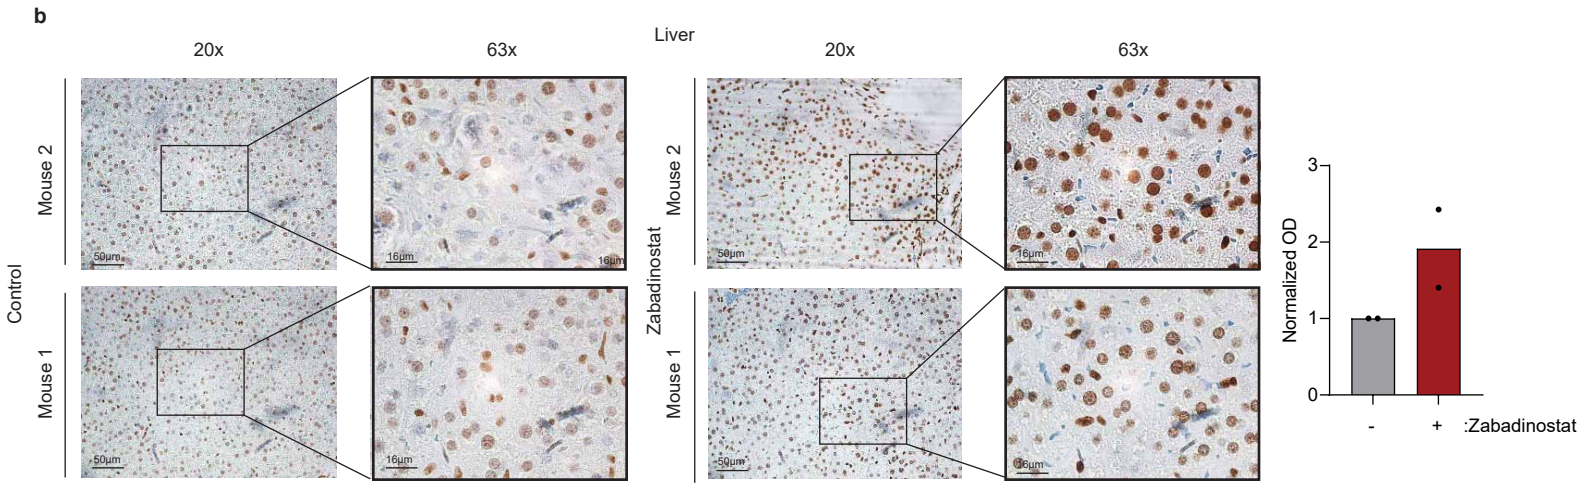 b
Liver
20x
63x
20x
63x
Control
Mouse 2
50µm
16µm
16µm
Mouse 1
50µm
16µm
Zabadinostat
Mouse 2
50µm
16µm
Mouse 1
50µm
16µm
Normalized OD
3
2
1
0
-
+
:Zabadinostat